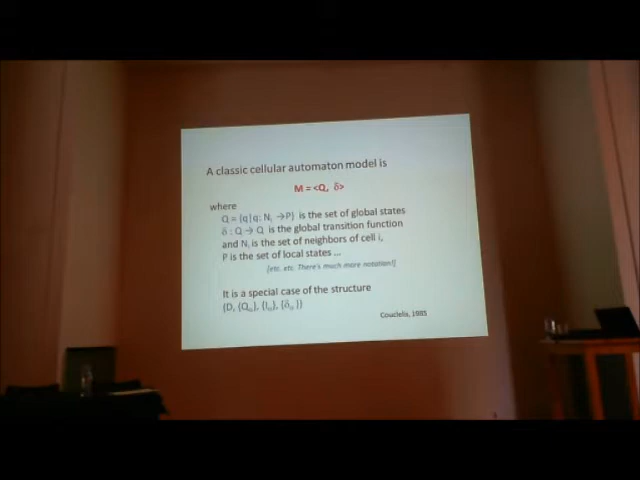 A classic cellular automaton model is
M = <Q, δ>
where
Q = {q|q: Nᵢ →P} is the set of global states
δ : Q → Q is the global transition function
and Nᵢ is the set of neighbors of cell i,
P is the set of local states ...
[etc. etc. There's much more notation!]
It is a special case of the structure
{D, {Qₙ}, {Iₙ}, {δₙ }}
Couclelis, 1985